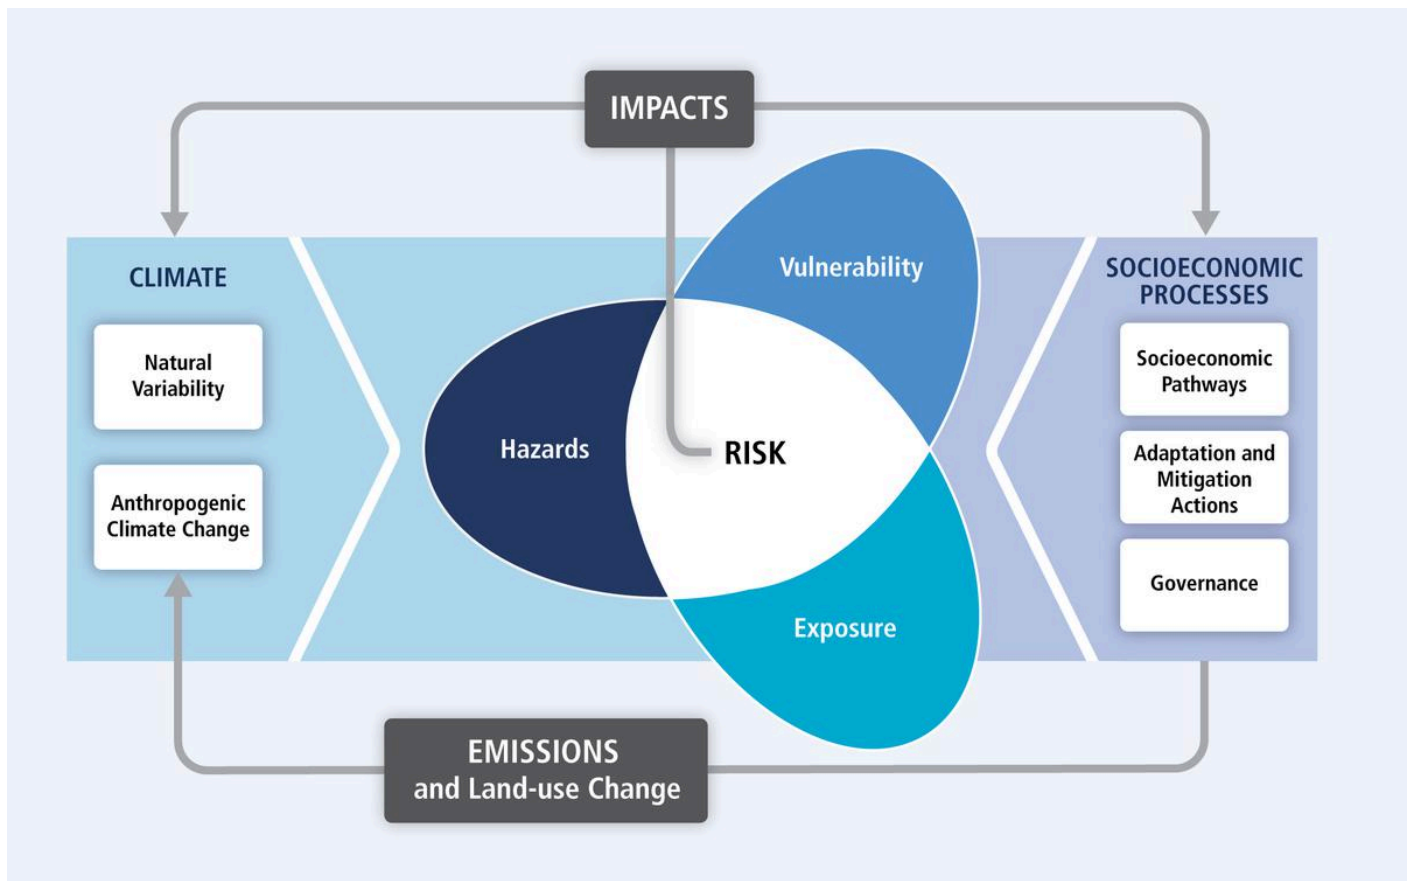 IMPACTS
CLIMATE
Natural
Variability
Anthropogenic
Climate Change
Vulnerability
Hazards
RISK
Exposure
SOCIOECONOMIC
PROCESSES
Socioeconomic
Pathways
Adaptation and
Mitigation
Actions
Governance
EMISSIONS
and Land-use Change